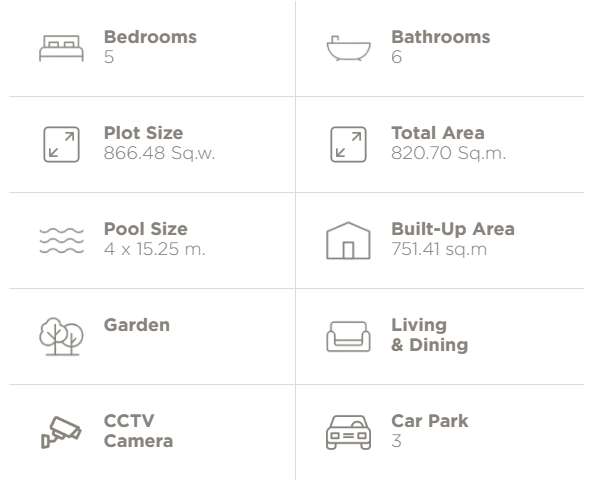 Bedrooms
5
Bathrooms
6
Plot Size
866.48 Sq.w.
Total Area
820.70 Sq.m.
Pool Size
4 x 15.25 m.
Built-Up Area
751.41 sq.m
Garden
Living
& Dining
CCTV
Camera
Car Park
3